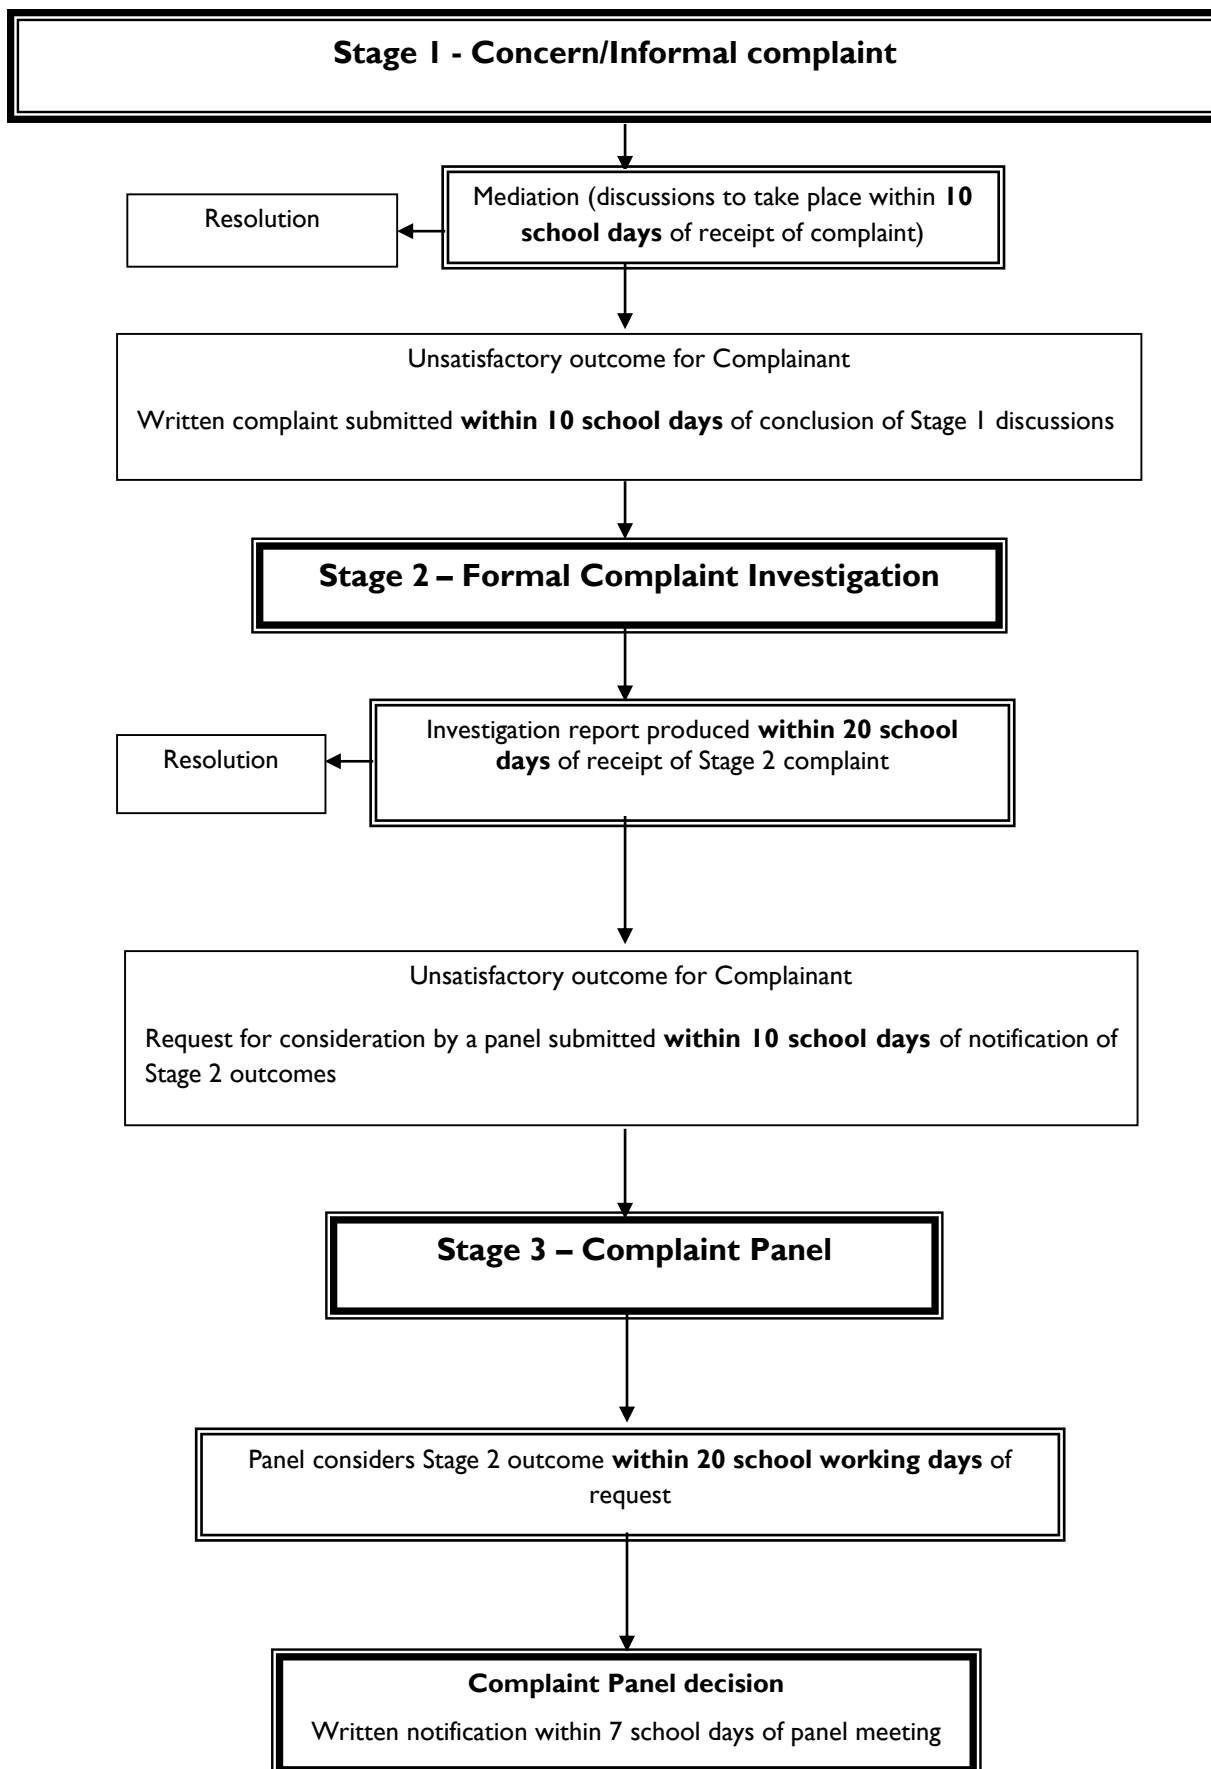 Stage 1 - Concern/Informal complaint
Mediation (discussions to take place within 10
school days of receipt of complaint)
Resolution
Unsatisfactory outcome for Complainant
Written complaint submitted within 10 school days of conclusion of Stage 1 discussions
Stage 2 – Formal Complaint Investigation
Investigation report produced within 20 school
days of receipt of Stage 2 complaint
Resolution
Unsatisfactory outcome for Complainant
Request for consideration by a panel submitted within 10 school days of notification of
Stage 2 outcomes
Stage 3 – Complaint Panel
Panel considers Stage 2 outcome within 20 school working days of
request
Complaint Panel decision
Written notification within 7 school days of panel meeting